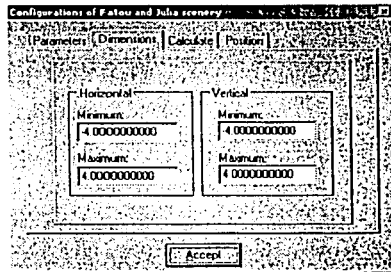 Configurations of Fatou and Julia scenery
Parameters Dimensions Calculate Position
Horizontal Vertical
Minimum: Minimum:
-4.0000000000 -4.0000000000
Maximum: Maximum:
4.0000000000 4.0000000000
Accept